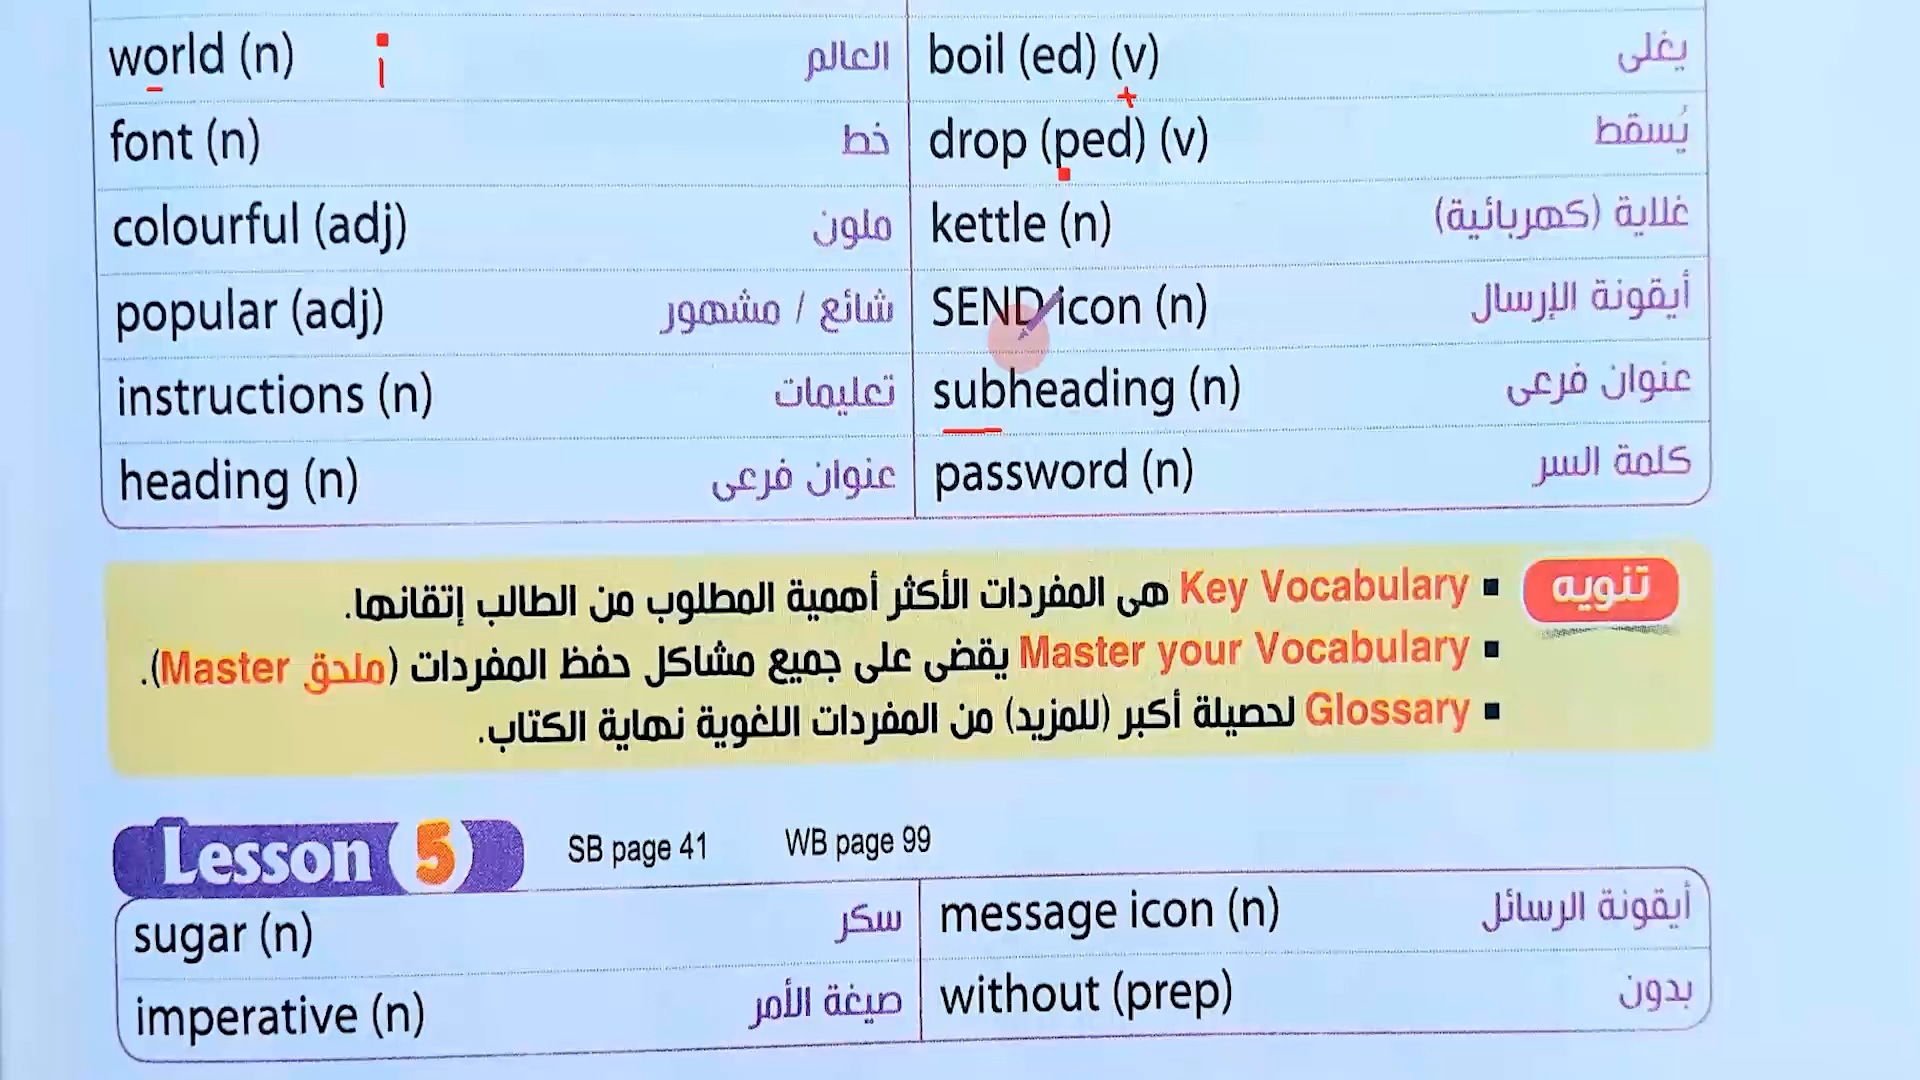 world (n) العالم boil (ed) (v) يغلى
font (n) خط drop (ped) (v) يُسقط
colourful (adj) ملون kettle (n) غلاية (كهربائية)
popular (adj) شائع / مشهور SEND icon (n) أيقونة الإرسال
instructions (n) تعليمات subheading (n) عنوان فرعى
heading (n) عنوان فرعى password (n) كلمة السر
تنويه
▪ Key Vocabulary هى المفردات الأكثر أهمية المطلوب من الطالب إتقانها.
▪ Master your Vocabulary يقضى على جميع مشاكل حفظ المفردات (ملحق Master).
▪ Glossary لحصيلة أكبر (للمزيد) من المفردات اللغوية نهاية الكتاب.
Lesson 5 SB page 41 WB page 99
sugar (n) سكر message icon (n) أيقونة الرسائل
imperative (n) صيغة الأمر without (prep) بدون